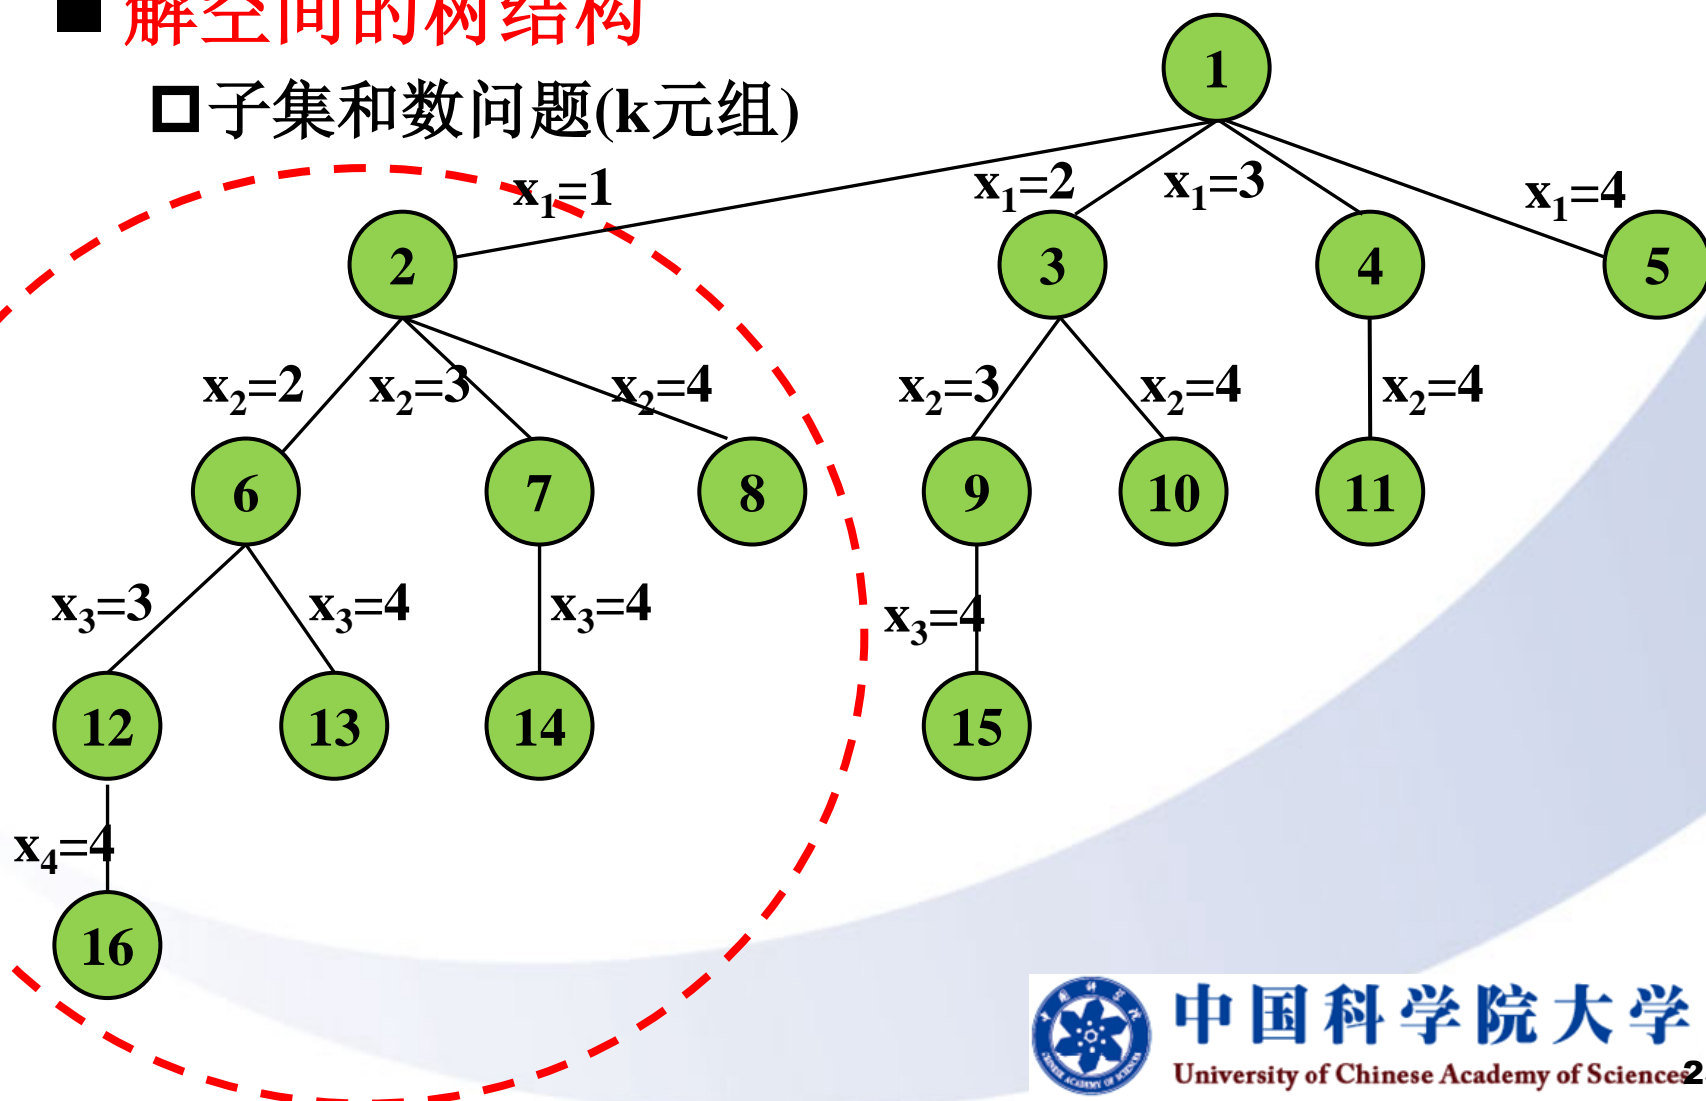 解空间的树结构
子集和数问题(k元组)
1
x1=1
x1=2
x1=3
x1=4
2
3
4
5
x2=2
x2=3
x2=4
x2=3
x2=4
x2=4
6
7
8
9
10
11
x3=3
x3=4
x3=4
x3=4
12
13
14
15
x4=4
16
中国科学院大学
University of Chinese Academy of Sciences
2